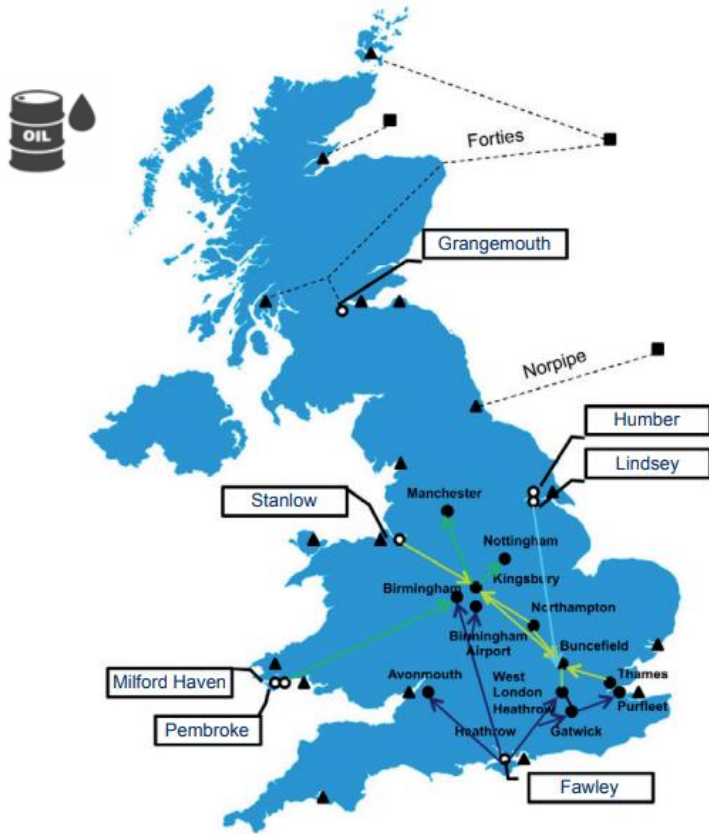 OIL
Forties
Grangemouth
Norpipe
Humber
Lindsey
Stanlow
Manchester
Nottingham
Kingsbury
Birmingham
Northampton
Birmingham
Airport
Buncefield
Milford Haven
Avonmouth
West
London
Thames
Heathrow
Purfleet
Pembroke
Heathrow
Gatwick
Fawley